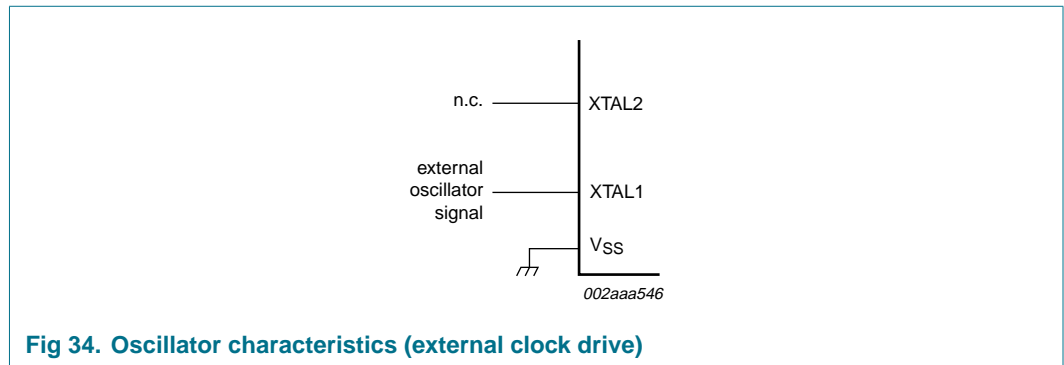 n.c.
XTAL2
external
oscillator
signal
XTAL1
VSS
002aaa546
Fig 34. Oscillator characteristics (external clock drive)